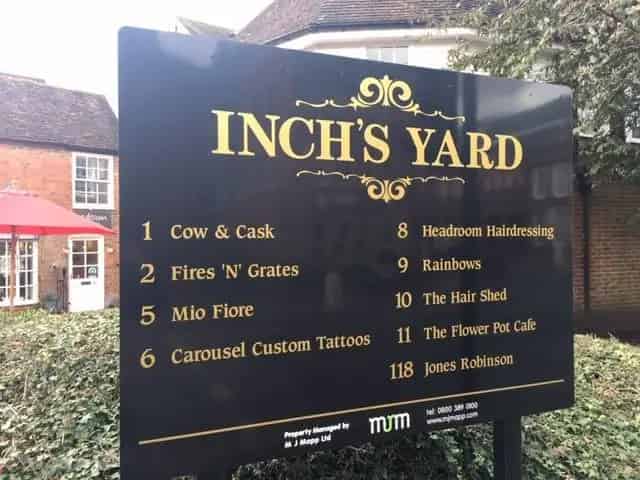 INCH'S YARD
1 Cow & Cask
2 Fires 'N' Grates
5 Mio Fiore
6 Carousel Custom Tattoos
8 Headroom Hairdressing
9 Rainbows
10 The Hair Shed
11 The Flower Pot Cafe
118 Jones Robinson
Property Managed by
M J Mapp Ltd
mjm
tel: 0800 389 0900
www.mjmapp.com